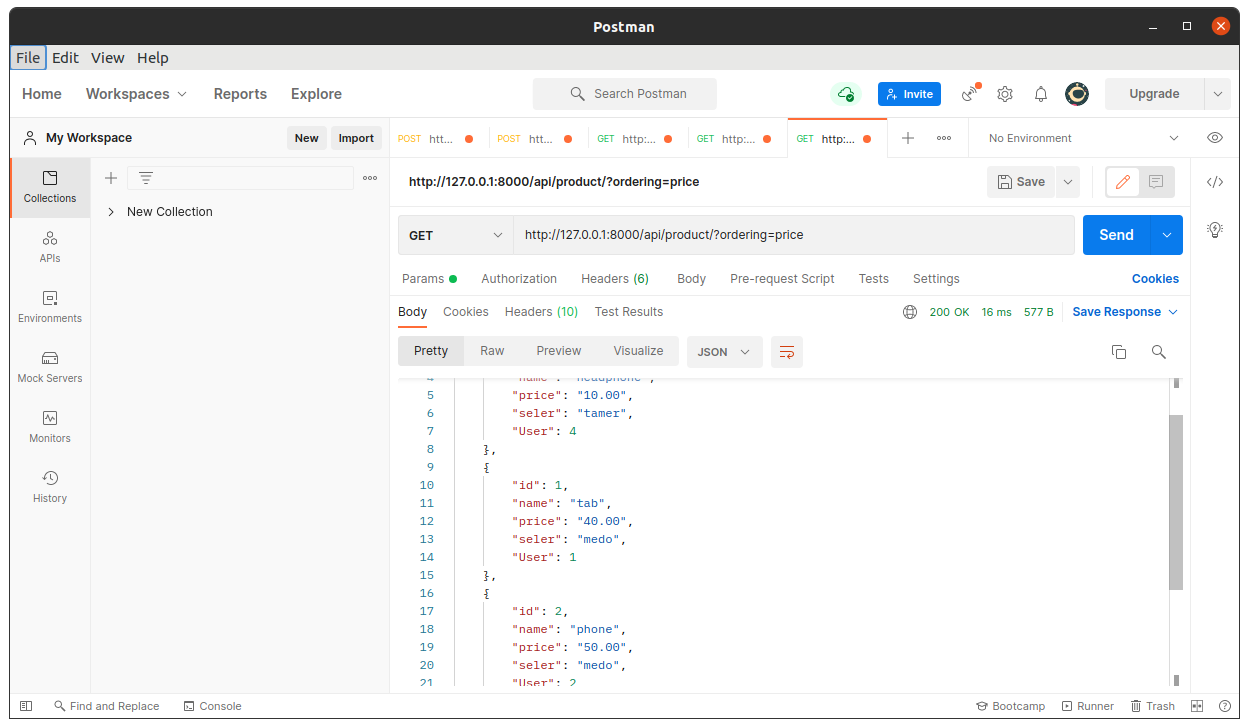 Postman
File Edit View Help
Home Workspaces Reports Explore Search Postman Invite Upgrade
My Workspace New Import POST htt... POST htt... GET http:... GET http:... GET http:... No Environment
http://127.0.0.1:8000/api/product/?ordering=price Save
Collections
New Collection
GET http://127.0.0.1:8000/api/product/?ordering=price Send
APIs
Params Authorization Headers (6) Body Pre-request Script Tests Settings Cookies
Environments
Body Cookies Headers (10) Test Results 200 OK 16 ms 577 B Save Response
Pretty Raw Preview Visualize JSON
Mock Servers
Monitors
History
4 "name": "headphone",
5 "price": "10.00",
6 "seler": "tamer",
7 "User": 4
8 },
9 {
10 "id": 1,
11 "name": "tab",
12 "price": "40.00",
13 "seler": "medo",
14 "User": 1
15 },
16 {
17 "id": 2,
18 "name": "phone",
19 "price": "50.00",
20 "seler": "medo",
21 "User": 2
Find and Replace Console Bootcamp Runner Trash